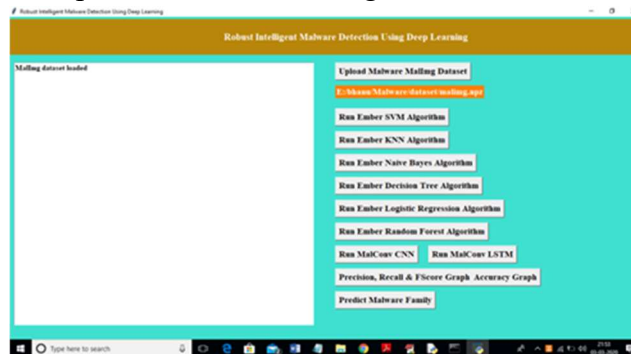 Robust Intelligent Malware Detection Using Deep Learning
Robust Intelligent Malware Detection Using Deep Learning
Malimg dataset loaded
Upload Malware Malimg Dataset
E:/bhanu/Malware/dataset/malimg.npz
Run Ember SVM Algorithm
Run Ember KNN Algorithm
Run Ember Naive Bayes Algorithm
Run Ember Decision Tree Algorithm
Run Ember Logistic Regression Algorithm
Run Ember Random Forest Algorithm
Run MalConv CNN Run MalConv LSTM
Precision, Recall & FScore Graph Accuracy Graph
Predict Malware Family
Type here to search
21:53